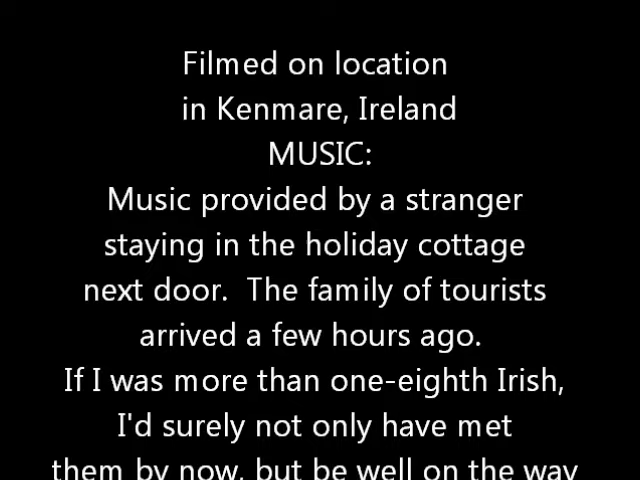 Filmed on location
in Kenmare, Ireland
MUSIC:
Music provided by a stranger
staying in the holiday cottage
next door.  The family of tourists
arrived a few hours ago.
If I was more than one-eighth Irish,
I'd surely not only have met
them by now, but be well on the way